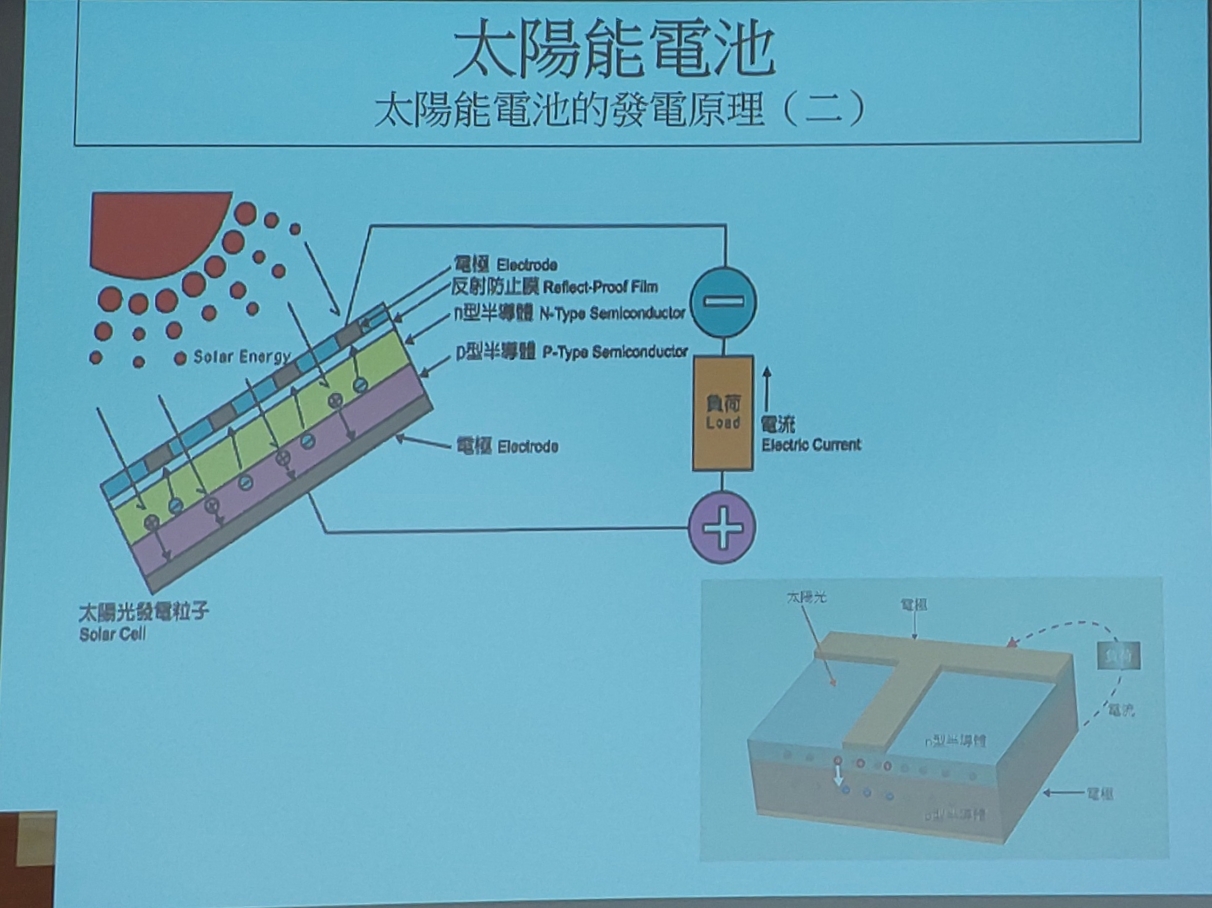 太陽能電池
太陽能電池的發電原理（二）
電極 Electrode
反射防止膜 Reflect-Proof Film
n型半導體 N-Type Semiconductor
p型半導體 P-Type Semiconductor
Solar Energy
負荷
Load
電流
Electric Current
電極 Electrode
太陽光發電粒子
Solar Cell
太陽光
電極
負荷
電流
n型半導體
電極
p型半導體